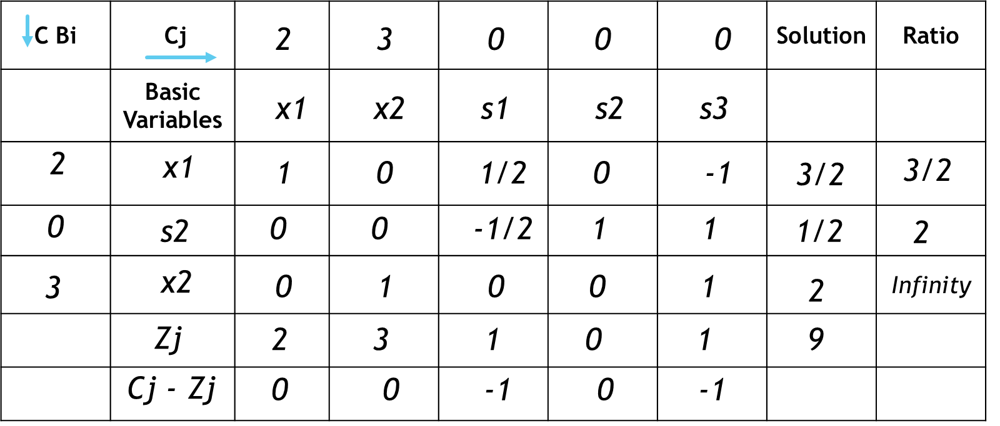 C Bi Cj 2 3 0 0 0 Solution Ratio
Basic
Variables x1 x2 s1 s2 s3
2 x1 1 0 1/2 0 -1 3/2 3/2
0 s2 0 0 -1/2 1 1 1/2 2
3 x2 0 1 0 0 1 2 Infinity
Zj 2 3 1 0 1 9
Cj - Zj 0 0 -1 0 -1